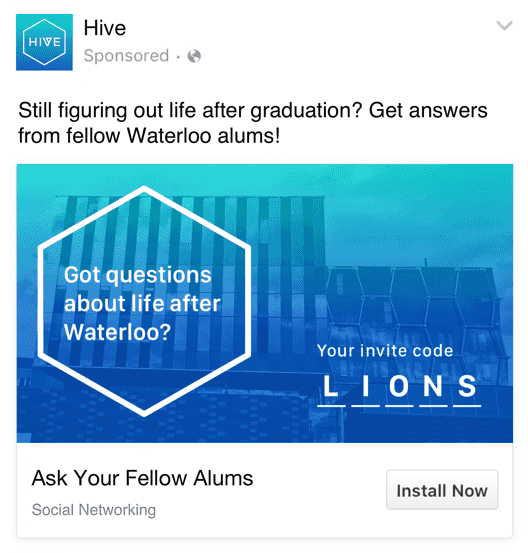 HIVE
Hive
Sponsored ·
Still figuring out life after graduation? Get answers
from fellow Waterloo alums!
Got questions
about life after
Waterloo?
Your invite code
LIONS
Ask Your Fellow Alums
Social Networking
Install Now